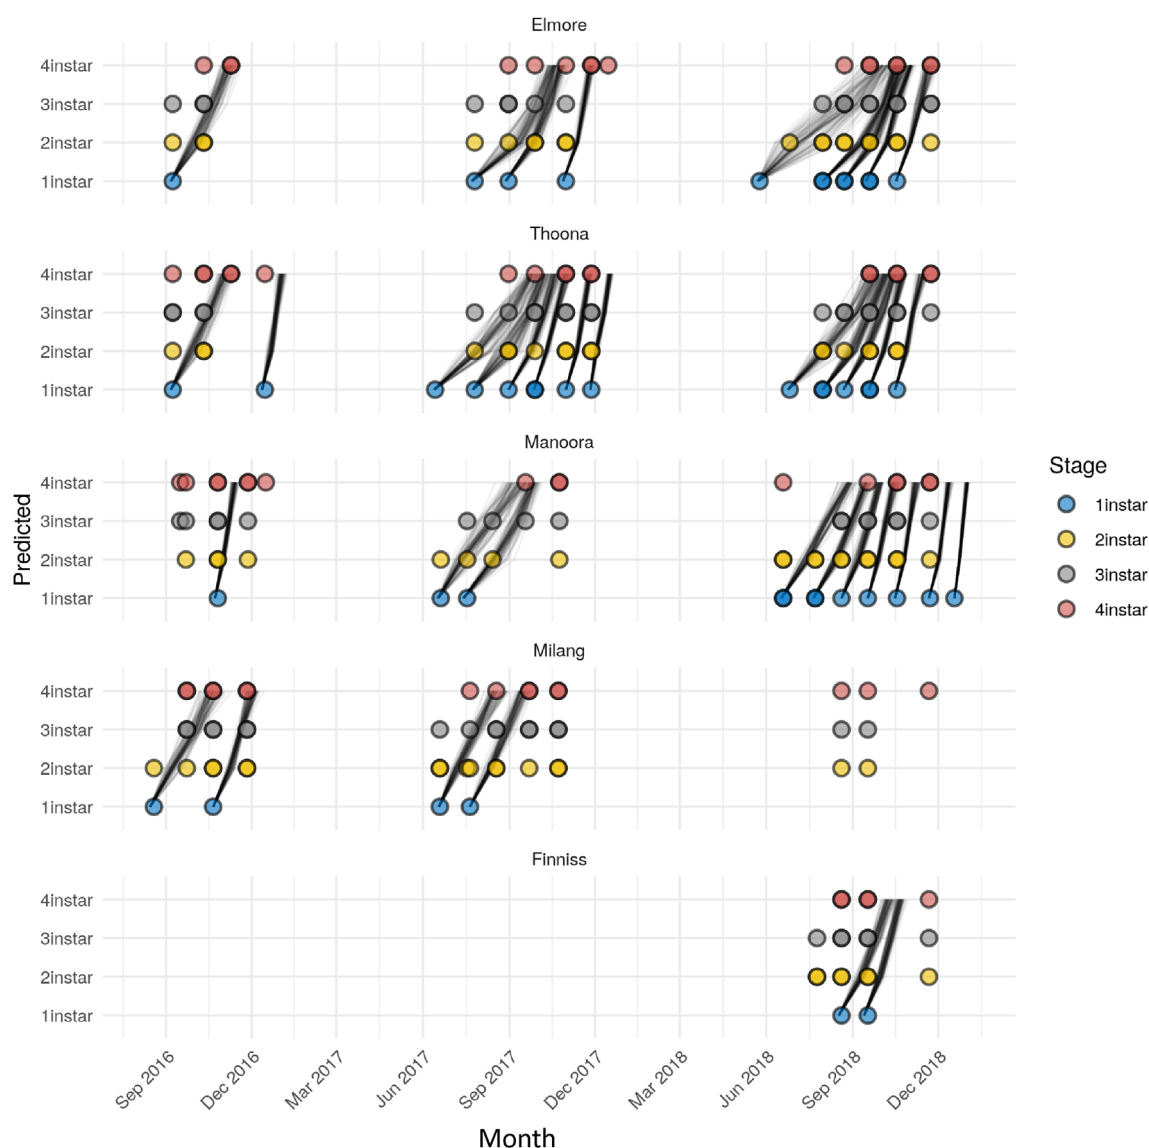 Elmore
4instar
3instar
2instar
1instar
Thoona
4instar
3instar
2instar
1instar
Manoora
4instar
3instar
2instar
1instar
Milang
4instar
3instar
2instar
1instar
Finniss
4instar
3instar
2instar
1instar
Sep 2016
Dec 2016
Mar 2017
Jun 2017
Sep 2017
Dec 2017
Mar 2018
Jun 2018
Sep 2018
Dec 2018
Month
Predicted
Stage
1instar
2instar
3instar
4instar